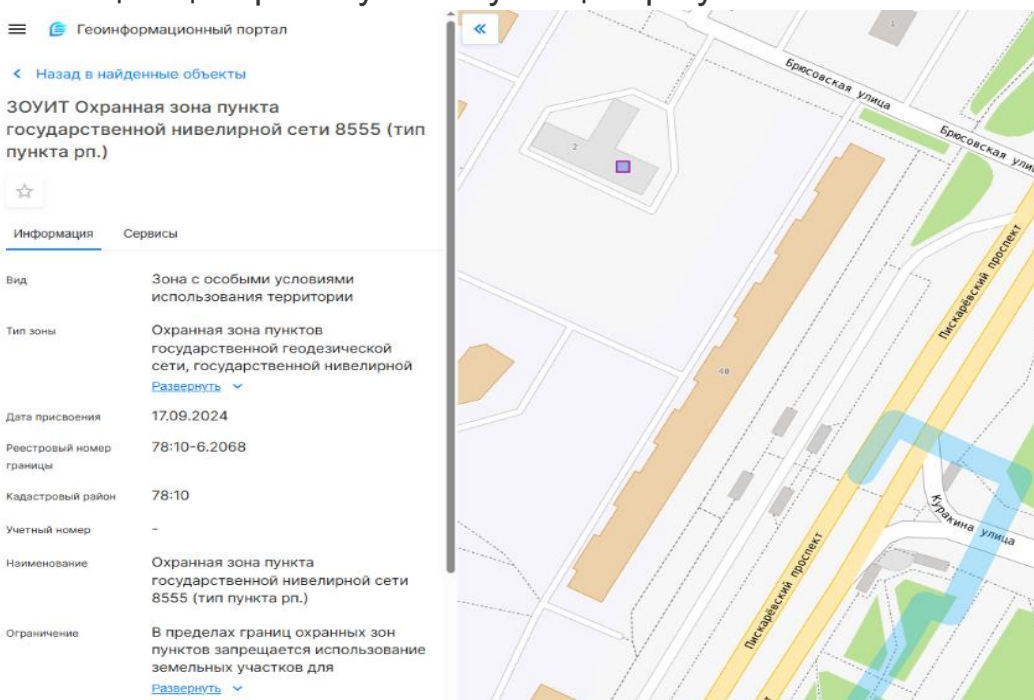 Геоинформационный портал
Назад в найденные объекты
ЗОУИТ Охранная зона пункта
государственной нивелирной сети 8555 (тип
пункта рп.)
Информация Сервисы
Вид Зона с особыми условиями
использования территории
Тип зоны Охранная зона пунктов
государственной геодезической
сети, государственной нивелирной
Развернуть
Дата присвоения 17.09.2024
Реестровый номер 78:10-6.2068
границы
Кадастровый район 78:10
Учетный номер -
Наименование Охранная зона пункта
государственной нивелирной сети
8555 (тип пункта рп.)
Ограничение В пределах границ охранных зон
пунктов запрещается использование
земельных участков для
Развернуть
Брюсовская улица
Брюсовская ули
2
40
Пискарёвский проспект
Куракина улица
Пискарёвский проспект